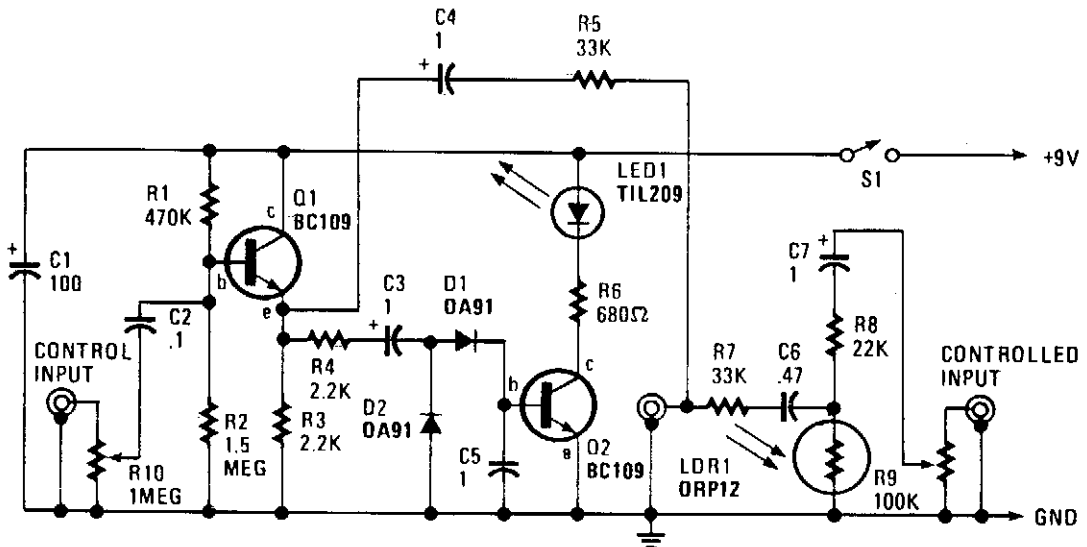 C4
1
+
R5
33K
+9V
S1
LED1
TIL209
R1
470K
Q1
BC109
c
b
e
+
C1
100
C2
.1
CONTROL
INPUT
R10
1MEG
R2
1.5
MEG
R3
2.2K
R4
2.2K
C3
1
+
D1
OA91
D2
OA91
C5
1
R6
680Ω
c
b
e
Q2
BC109
R7
33K
C6
.47
LDR1
ORP12
C7
1
+
R8
22K
CONTROLLED
INPUT
R9
100K
GND